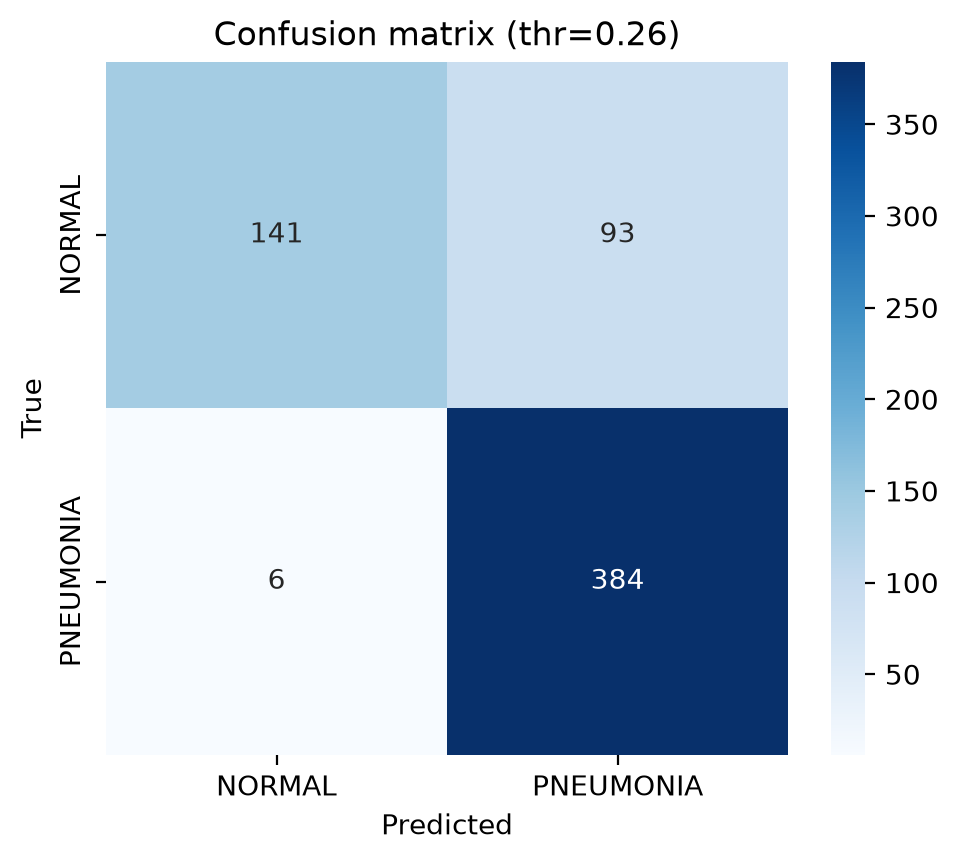 Confusion matrix (thr=0.26)
NORMAL
141
93
PNEUMONIA
6
384
True
NORMAL
PNEUMONIA
Predicted
350
300
250
200
150
100
50